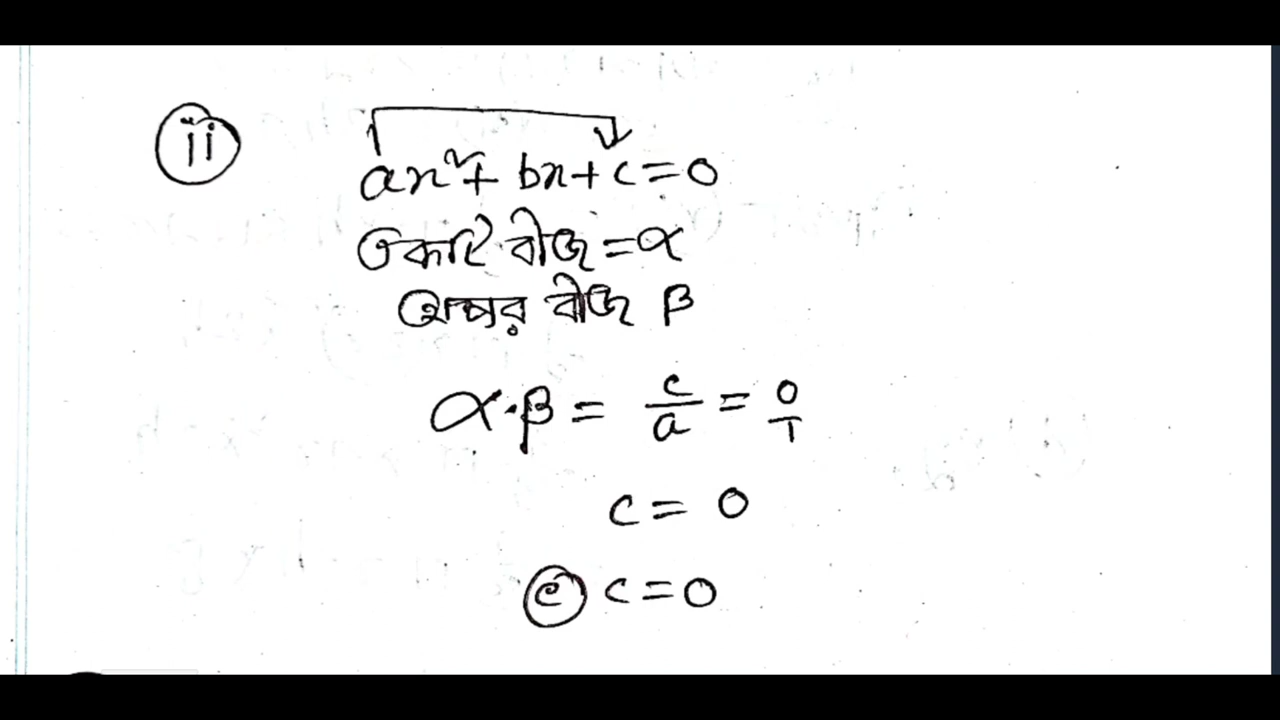 ii
ax² + bx + c = 0
একটি বীজ = α
অপর বীজ β
α·β = c/a = 0/1
c = 0
c c = 0